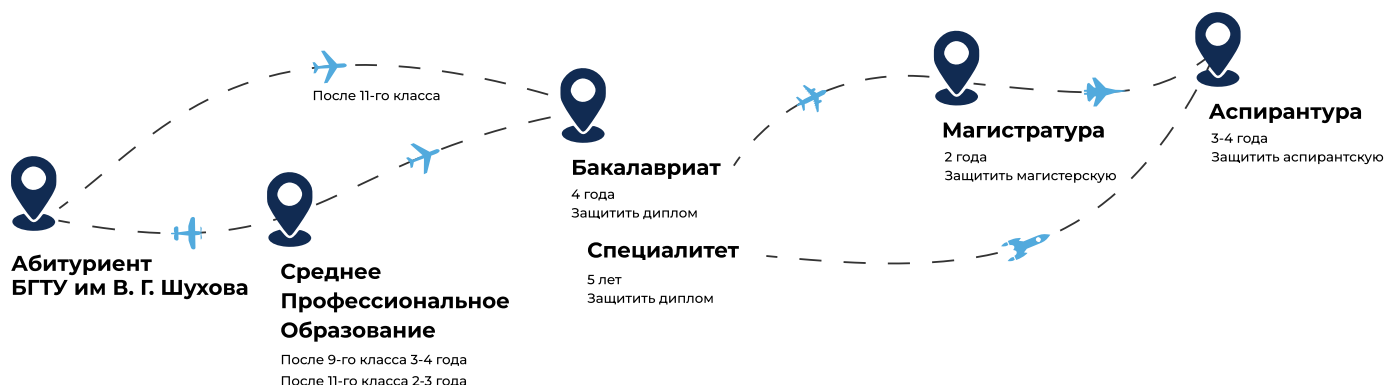 После 11-го класса
Абитуриент
БГТУ им В. Г. Шухова
Среднее
Профессиональное
Образование
После 9-го класса 3-4 года
После 11-го класса 2-3 года
Бакалавриат
4 года
Защитить диплом
Специалитет
5 лет
Защитить диплом
Магистратура
2 года
Защитить магистерскую
Аспирантура
3-4 года
Защитить аспирантскую